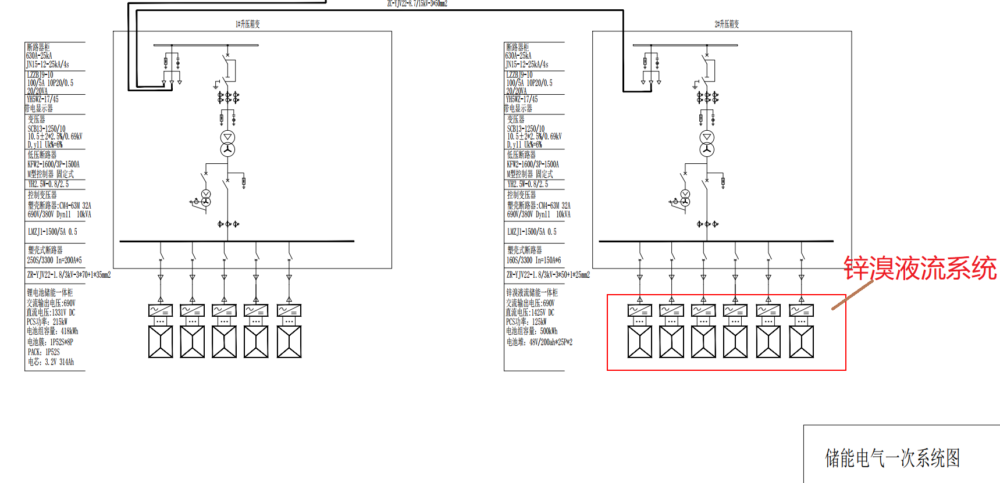 ZC-YJV22-8.7/15kV-3*50mm2
1#升压箱变
断路器柜
630A-25kA
JN15-12-25kA/4s
LZZBJ9-10
100/5A 10P20/0.5
20/20VA
YH5WZ-17/45
带电显示器
变压器
SCB13-1250/10
10.5±2*2.5%/0.69kV
D,y11 Uk%=6%
低压断路器
KFW2-1600/3P-1500A
M型控制器 固定式
YH2.5W-0.8/2.5
控制变压器
塑壳断路器:CM4-63M 32A
690V/380V Dyn11 10kVA
LMZJ1-1500/5A 0.5
塑壳式断路器
250S/3300 In=200A*5
ZR-YJV22-1.8/3kV-3*70+1*35mm2
锂电池储能一体柜
交流输出电压:690V
直流电压:1331V DC
PCS功率: 215kW
电池组容量: 418kWh
电池簇: 1P52S*8P
PACK: 1P52S
电芯: 3.2V 314Ah
2#升压箱变
断路器柜
630A-25kA
JN15-12-25kA/4s
LZZBJ9-10
100/5A 10P20/0.5
20/20VA
YH5WZ-17/45
带电显示器
变压器
SCB13-1250/10
10.5±2*2.5%/0.69kV
D,y11 Uk%=6%
低压断路器
KFW2-1600/3P-1500A
M型控制器 固定式
YH2.5W-0.8/2.5
控制变压器
塑壳断路器:CM4-63M 32A
690V/380V Dyn11 10kVA
LMZJ1-1500/5A 0.5
塑壳式断路器
160S/3300 In=150A*6
ZR-YJV22-1.8/3kV-3*50+1*25mm2
锌溴液流储能一体柜
交流输出电压:690V
直流电压:1425V DC
PCS功率: 125kW
电池组容量: 500kWh
电池堆: 48V/200ah*25P*2
锌溴液流系统
储能电气一次系统图